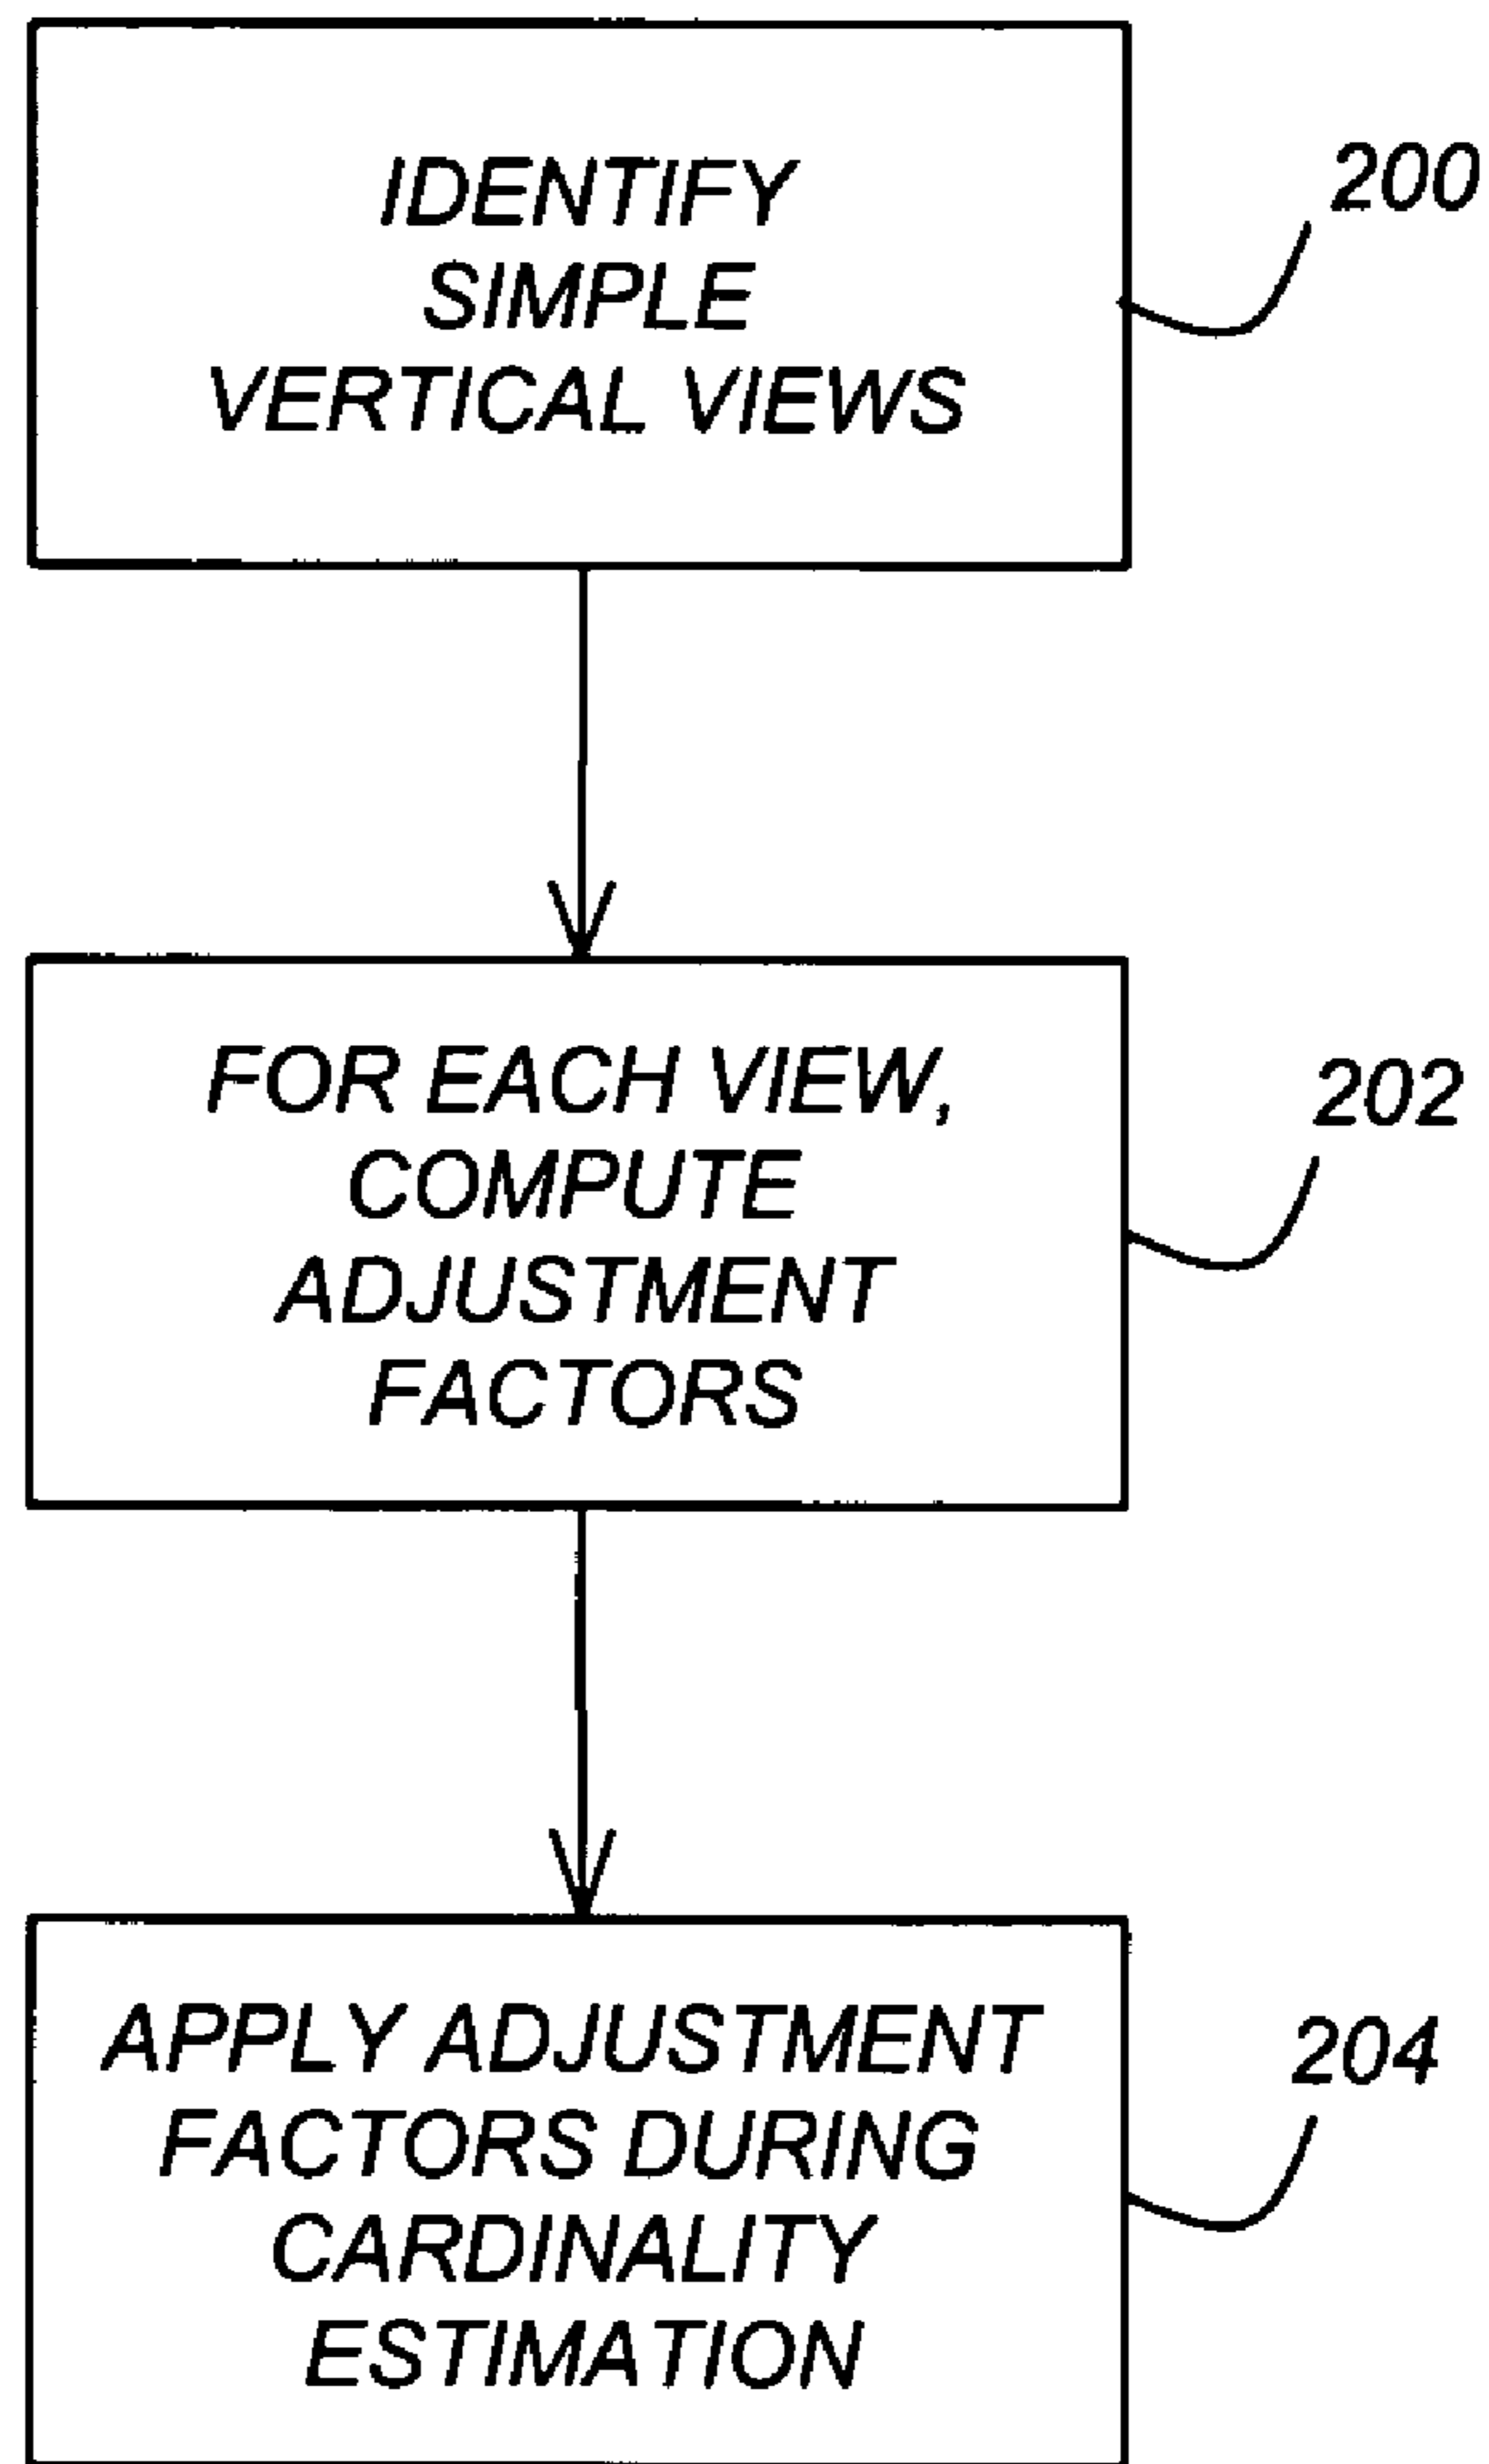 IDENTIFY
SIMPLE
VERTICAL VIEWS
200
FOR EACH VIEW,
COMPUTE
ADJUSTMENT
FACTORS
202
APPLY ADJUSTMENT
FACTORS DURING
CARDINALITY
ESTIMATION
204